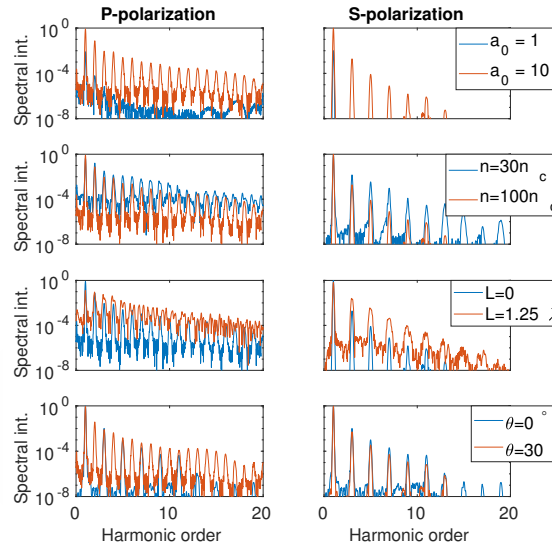 P-polarization
S-polarization
Spectral int.
10^0
10^-4
10^-8
a_0 = 1
a_0 = 10
Spectral int.
10^0
10^-4
10^-8
n=30n_c
n=100n_c
Spectral int.
10^0
10^-4
10^-8
L=0
L=1.25
Spectral int.
10^0
10^-4
10^-8
θ=0°
θ=30
0 10 20
0 10 20
Harmonic order
Harmonic order